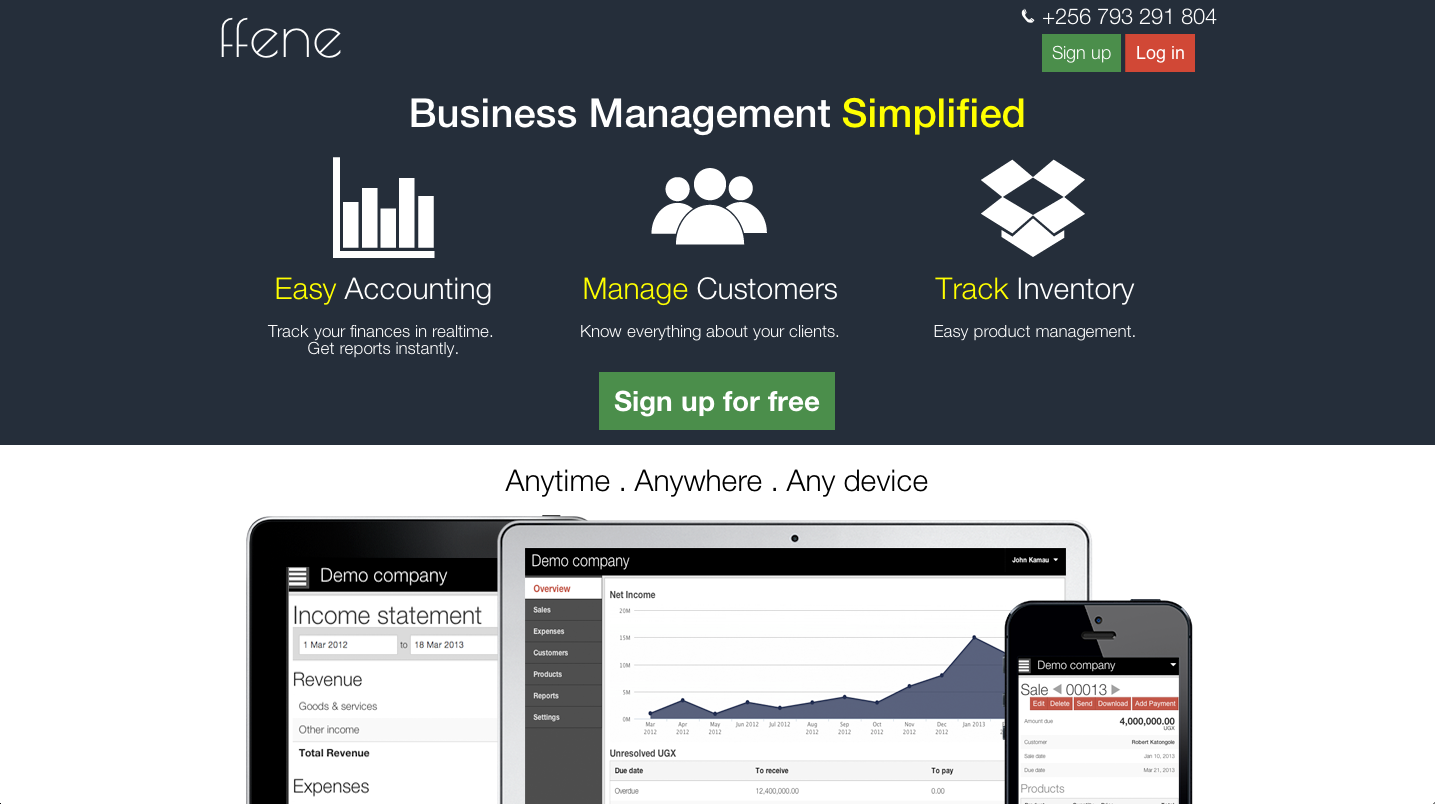 ffene
+256 793 291 804
Sign up Log in
Business Management Simplified
Easy Accounting
Track your finances in realtime.
Get reports instantly.
Manage Customers
Know everything about your clients.
Track Inventory
Easy product management.
Sign up for free
Anytime . Anywhere . Any device
Demo company
Income statement
1 Mar 2012 to 18 Mar 2013
Revenue
Goods & services
Other income
Total Revenue
Expenses
Demo company
John Kamau
Overview
Sales
Expenses
Customers
Products
Reports
Settings
Net Income
20M
15M
10M
5M
0M
Mar 2012
Apr 2012
May 2012
Jun 2012
Jul 2012
Aug 2012
Sep 2012
Oct 2012
Nov 2012
Dec 2012
Jan 2013
Unresolved UGX
Due date To receive To pay
Overdue 12,400,000.00 0.00
Demo company
Sale 00013
Edit Delete Send Download Add Payment
Amount due 4,000,000.00
UGX
Customer Robert Katongole
Sale date Jan 10, 2013
Due date Mar 21, 2013
Products